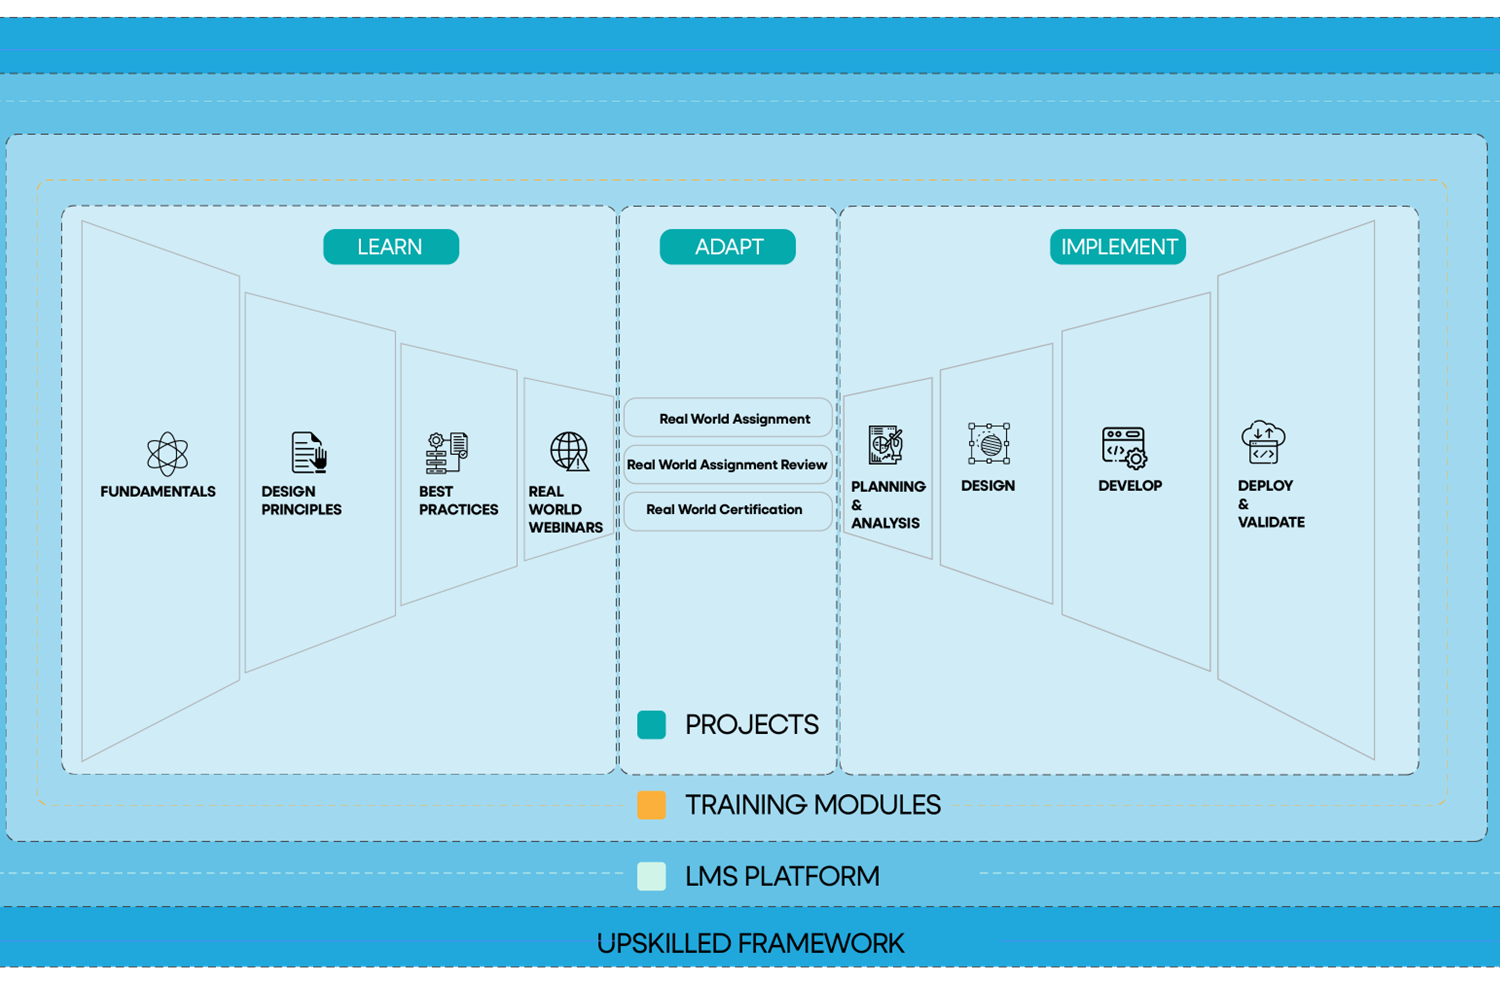 LEARN
ADAPT
IMPLEMENT
FUNDAMENTALS
DESIGN
PRINCIPLES
BEST
PRACTICES
REAL
WORLD
WEBINARS
Real World Assignment
Real World Assignment Review
Real World Certification
PLANNING
&
ANALYSIS
DESIGN
DEVELOP
DEPLOY
&
VALIDATE
PROJECTS
TRAINING MODULES
LMS PLATFORM
UPSKILLED FRAMEWORK